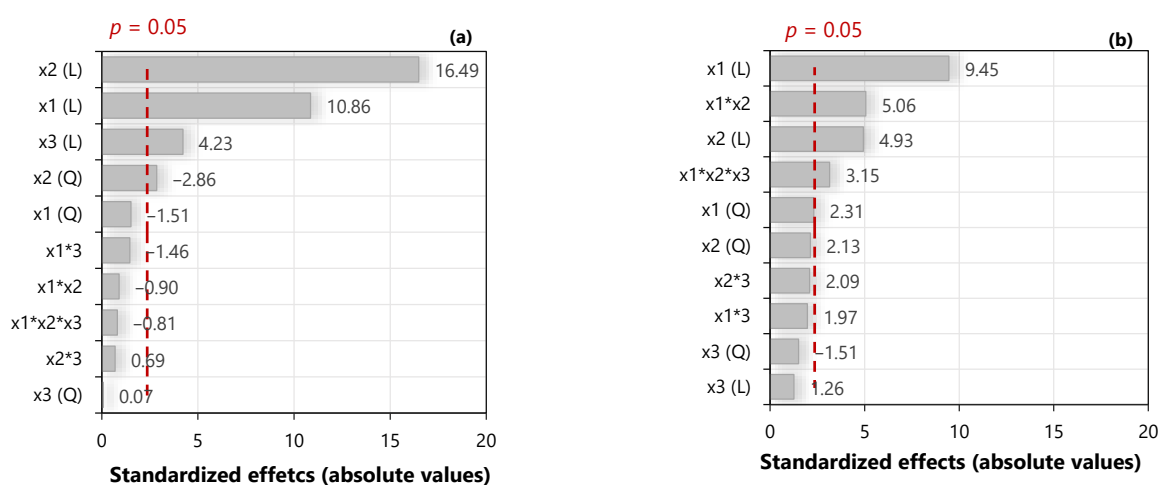 p = 0.05
(a)
x2 (L)
16.49
x1 (L)
10.86
x3 (L)
4.23
x2 (Q)
−2.86
x1 (Q)
−1.51
x1*3
−1.46
x1*x2
−0.90
x1*x2*x3
−0.81
x2*3
0.69
x3 (Q)
0.07
0 5 10 15 20
Standardized effetcs (absolute values)
p = 0.05
(b)
x1 (L)
9.45
x1*x2
5.06
x2 (L)
4.93
x1*x2*x3
3.15
x1 (Q)
2.31
x2 (Q)
2.13
x2*3
2.09
x1*3
1.97
x3 (Q)
−1.51
x3 (L)
1.26
0 5 10 15 20
Standardized effects (absolute values)